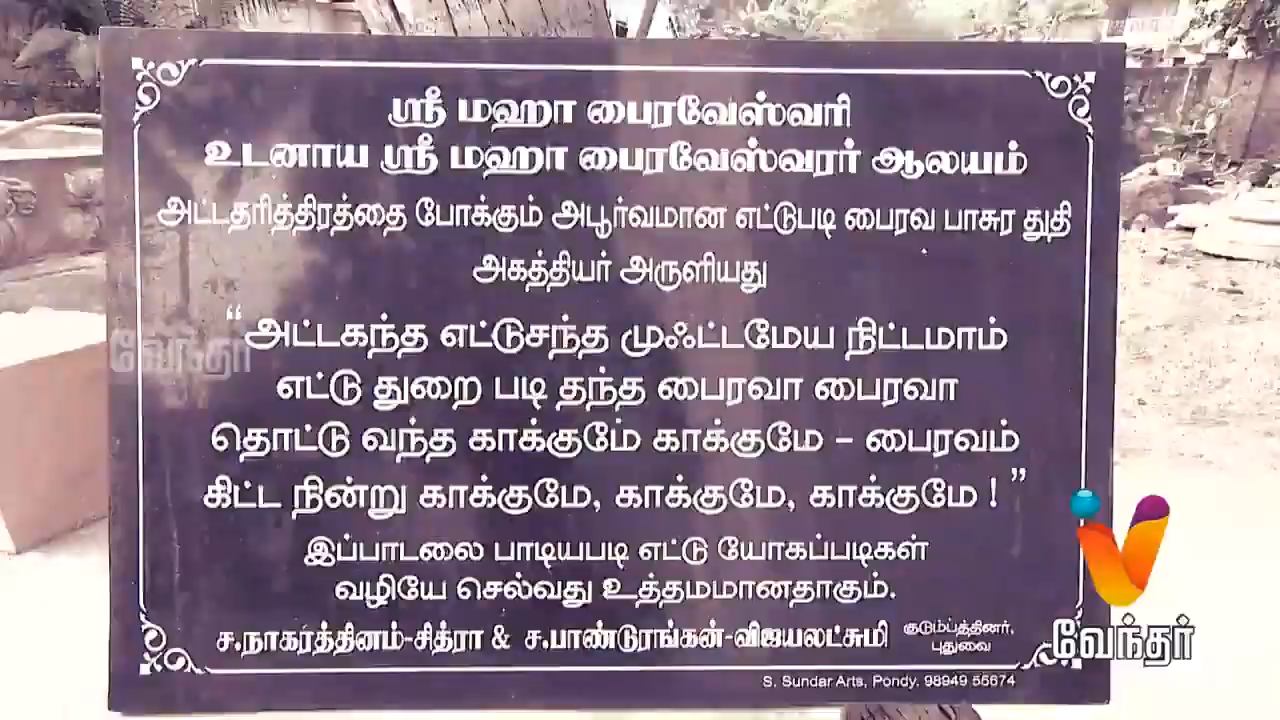 ஸ்ரீ மஹா பைரவேஸ்வரி
உடனாய ஸ்ரீ மஹா பைரவேஸ்வரர் ஆலயம்
அட்டதரித்திரத்தை போக்கும் அபூர்வமான எட்டுபடி பைரவ பாசுர துதி
அகத்தியர் அருளியது
“அட்டகந்த எட்டுசந்த முஃட்டமேய நிட்டமாம்
எட்டு துறை படி தந்த பைரவா பைரவா
தொட்டு வந்த காக்குமே காக்குமே – பைரவம்
கிட்ட நின்று காக்குமே, காக்குமே, காக்குமே ! ”
இப்பாடலை பாடியபடி எட்டு யோகப்படிகள்
வழியே செல்வது உத்தமமானதாகும்.
ச.நாகரத்தினம்-சித்ரா & ச.பாண்டுரங்கன்-விஜயலட்சுமி குடும்பத்தினர், புதுவை
S. Sundar Arts, Pondy. 98949 55674
வேந்தர்
வேந்தர்